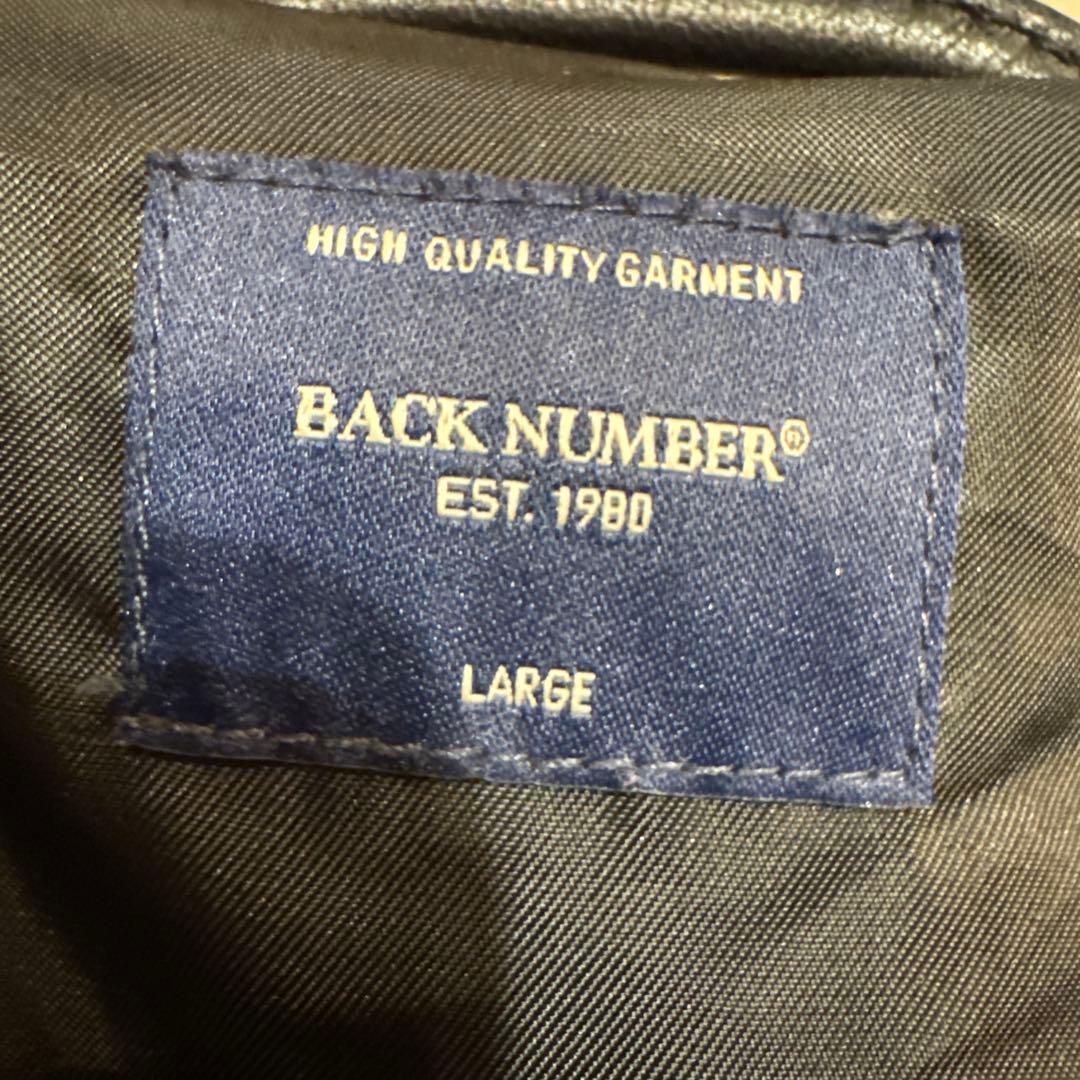 HIGH QUALITY GARMENT
BACK NUMBER®
EST. 1980
LARGE